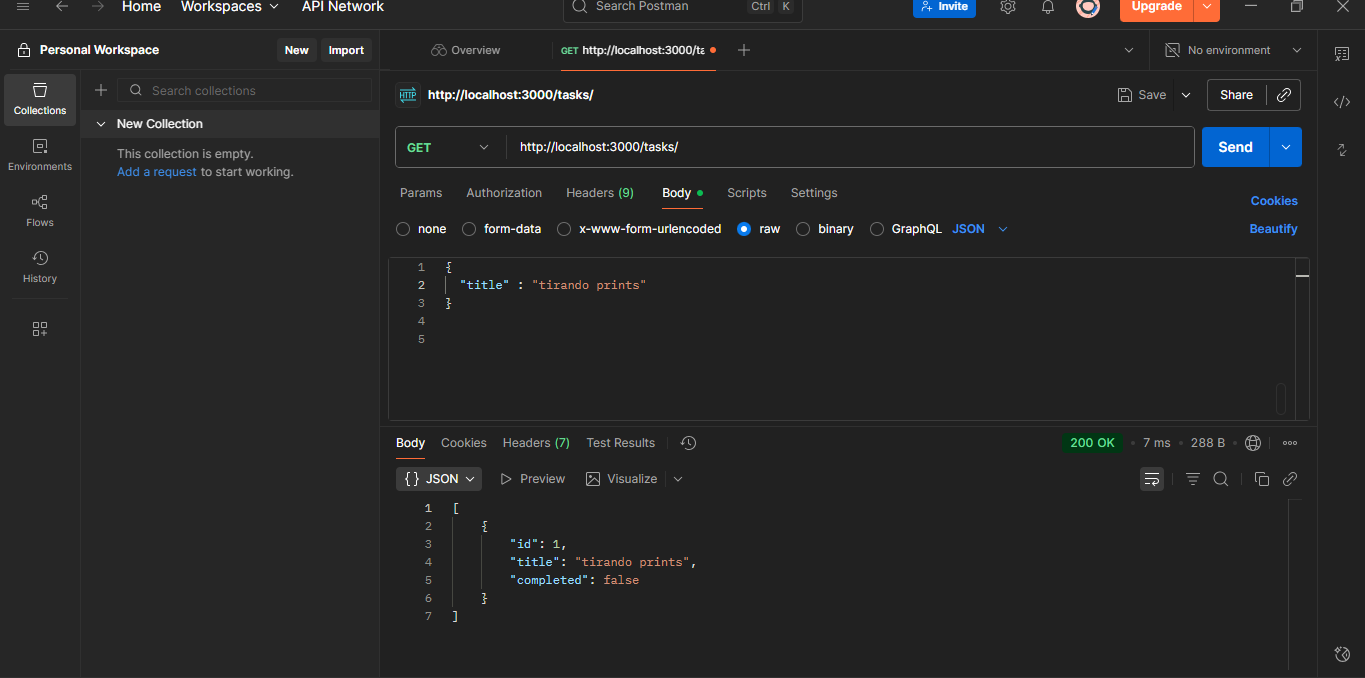 Home Workspaces API Network Search Postman Ctrl K Invite Upgrade
Personal Workspace New Import Overview GET http://localhost:3000/ta No environment
Collections
Environments
Flows
History
Search collections
New Collection
This collection is empty.
Add a request to start working.
HTTP http://localhost:3000/tasks/ Save Share
GET http://localhost:3000/tasks/ Send
Params Authorization Headers (9) Body Scripts Settings Cookies
none form-data x-www-form-urlencoded raw binary GraphQL JSON Beautify
1 {
2 "title" : "tirando prints"
3 }
4
5
Body Cookies Headers (7) Test Results 200 OK • 7 ms • 288 B
{} JSON Preview Visualize
1 [
2 {
3 "id": 1,
4 "title": "tirando prints",
5 "completed": false
6 }
7 ]